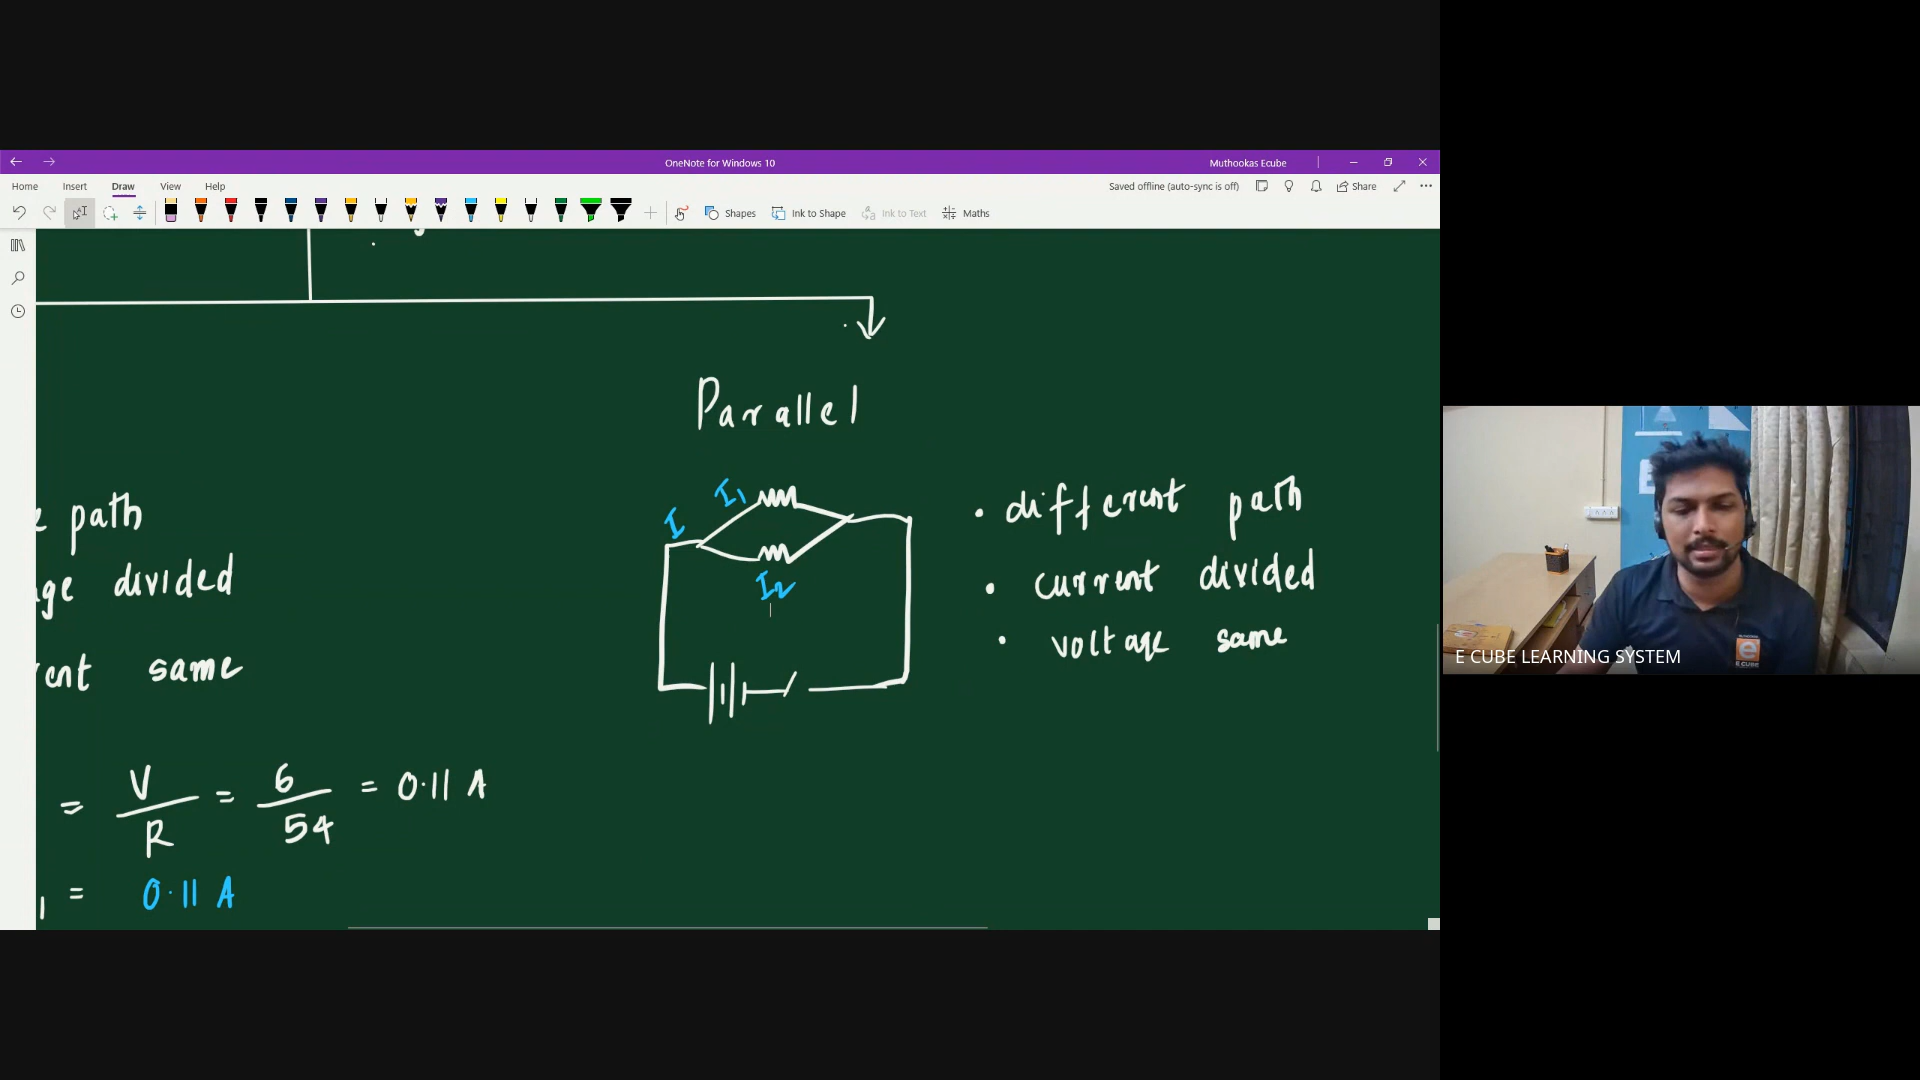 OneNote for Windows 10
Muthookas Ecube
Home Insert Draw View Help
Saved offline (auto-sync is off)
Share
Shapes
Ink to Shape
Ink to Text
Maths
Parallel
I
I1
I2
• different path
• current divided
• voltage same
path
divided
same
= V/R = 6/54 = 0.11 A
= 0.11 A
E CUBE LEARNING SYSTEM
e
E CUBE